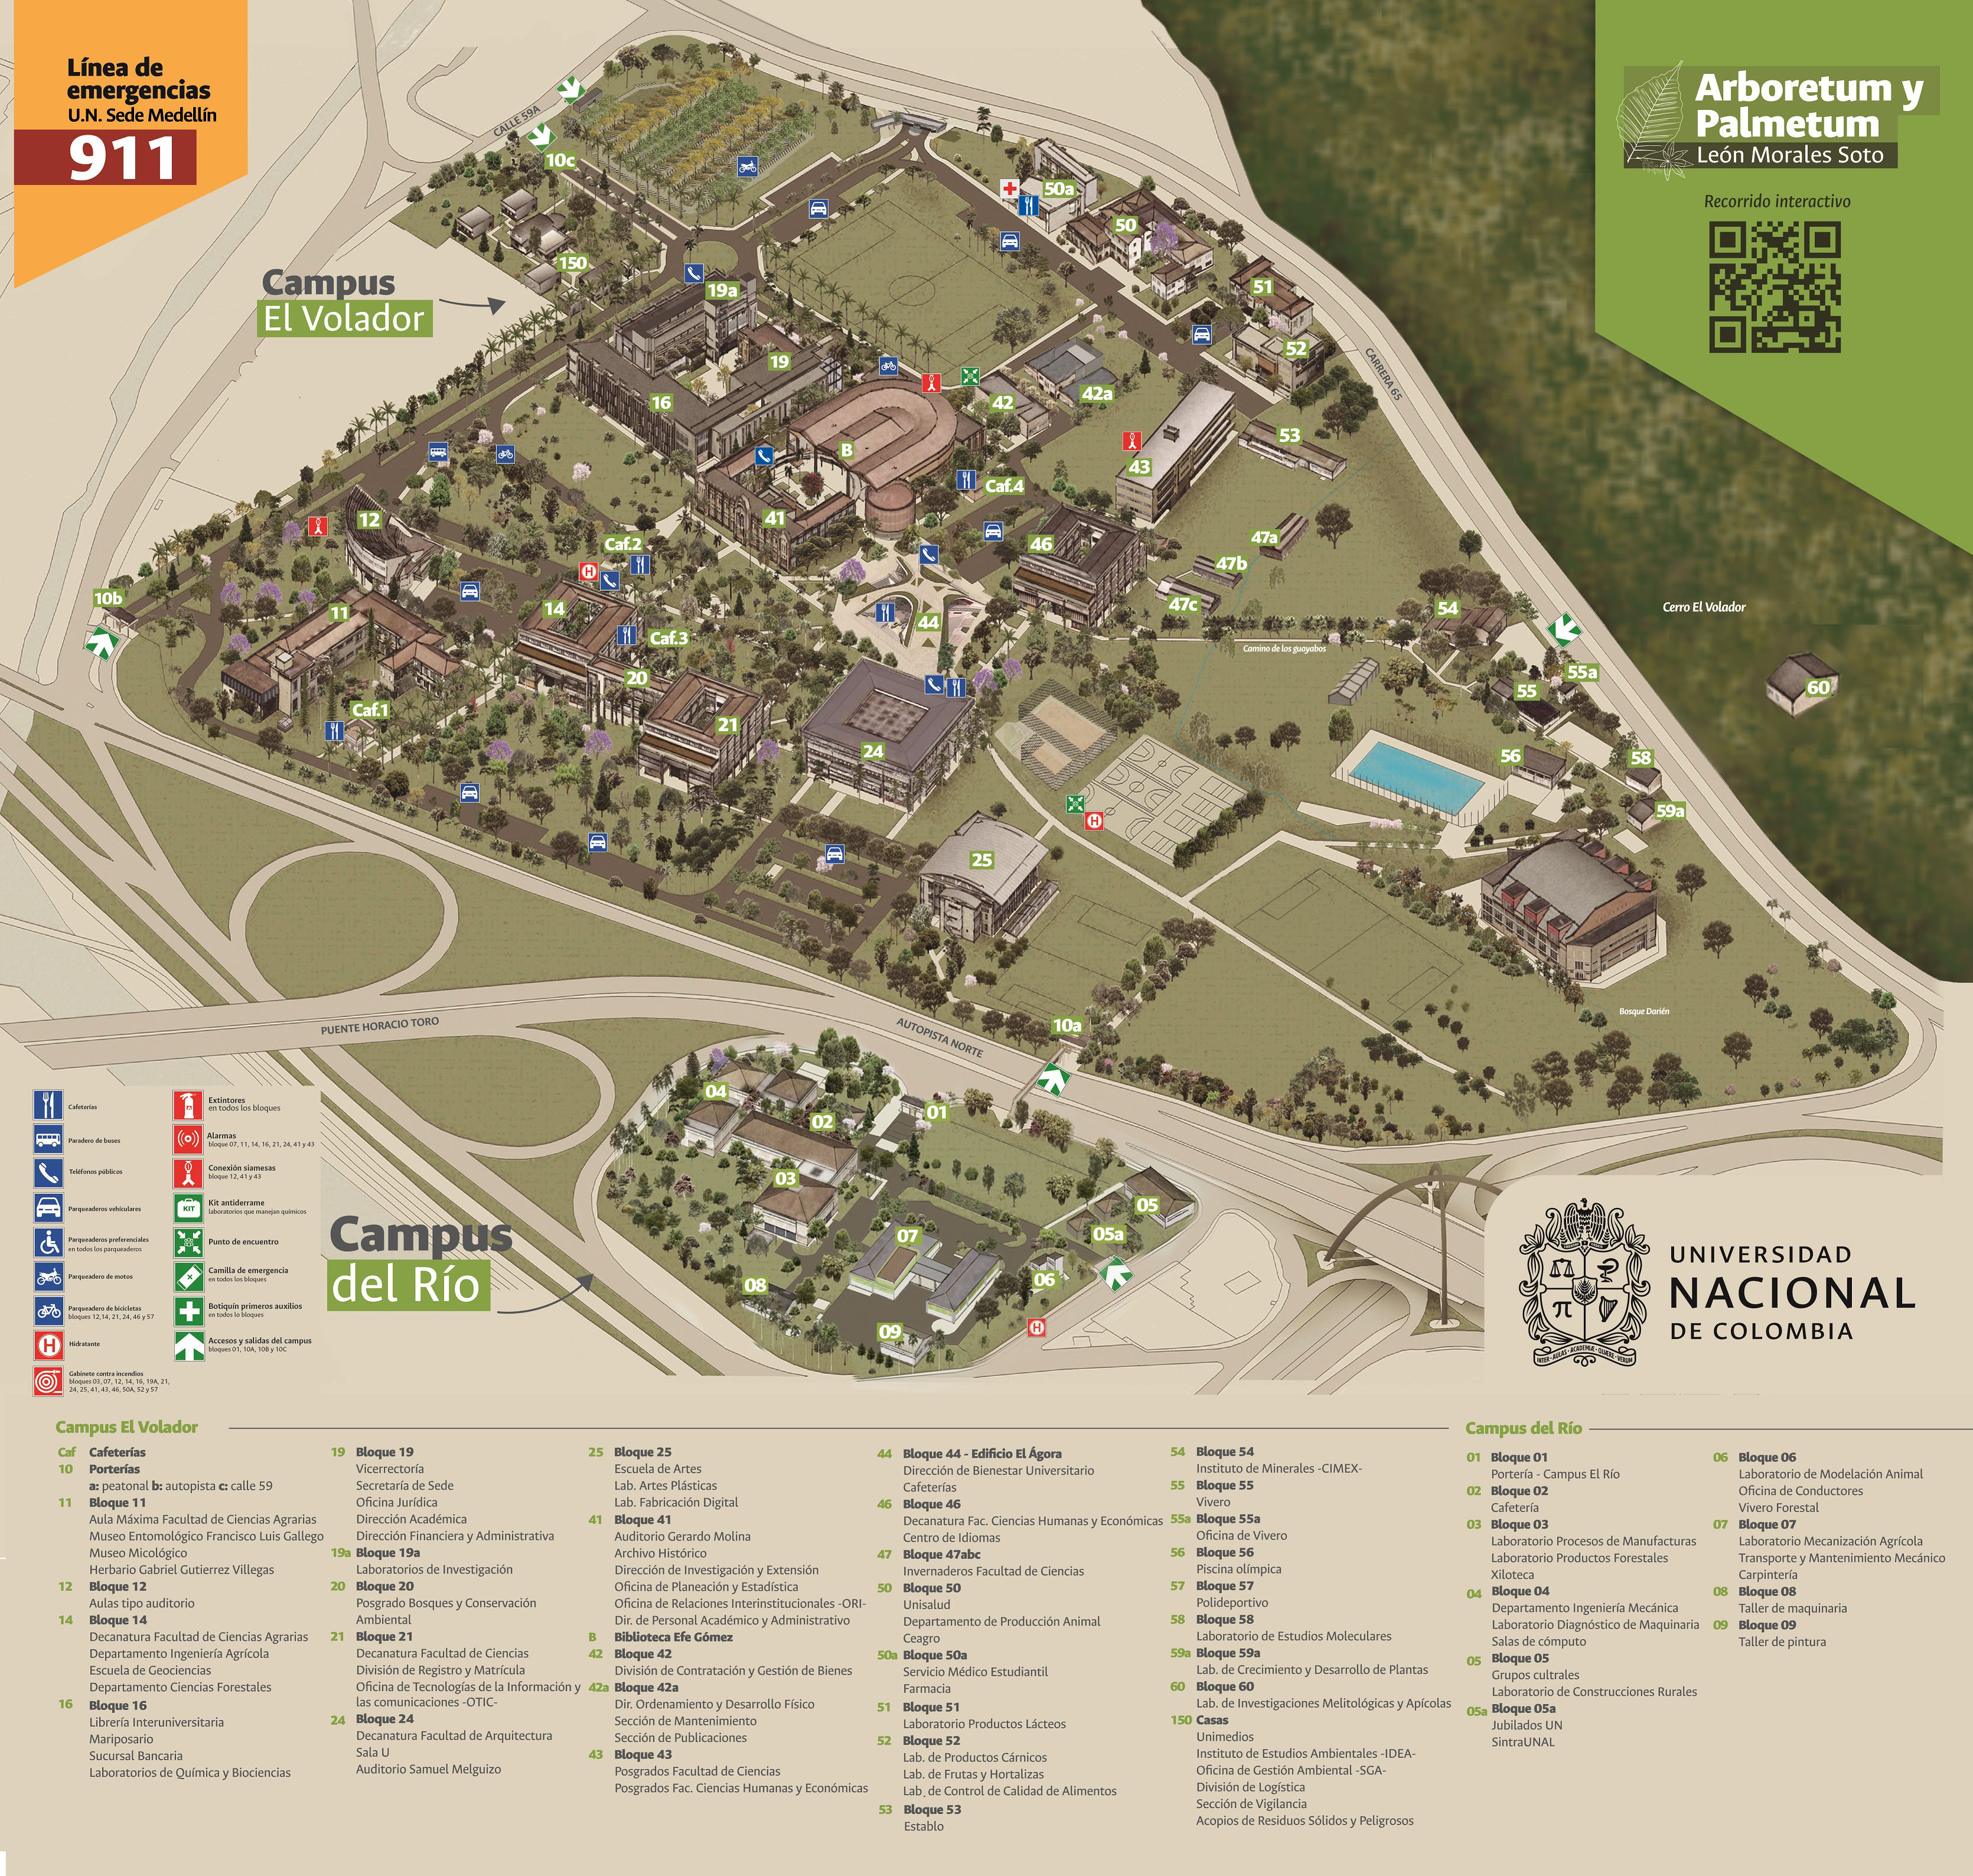 Línea de
emergencias
U.N. Sede Medellín
911
Arboretum y
Palmetum
León Morales Soto
Recorrido interactivo
Campus
El Volador
CALLE 59A
10c
150
19a
19
16
50a
50
51
52
CARRERA 65
42
42a
53
43
B
Caf.4
41
12
Caf.2
46
47a
47b
47c
10b
11
14
Caf.3
44
54
Cerro El Volador
Camino de los guayabos
55a
55
60
20
21
Caf.1
24
56
58
59a
25
Bosque Darién
PUENTE HORACIO TORO
AUTOPISTA NORTE
10a
04
02
01
03
05
05a
07
06
08
09
Campus
del Río
Cafeterías
Paradero de buses
Teléfonos públicos
Parqueaderos vehículares
Parqueaderos preferenciales
en todos los parqueaderos
Parqueadero de motos
Parqueadero de bicicletas
bloques 12,14, 21, 24, 46 y 57
H
Hidratante
Gabinete contra incendios
bloques 03, 07, 12, 14, 16, 19A, 21,
24, 25, 41, 43, 46, 50A, 52 y 57
Extintores
en todos los bloques
Alarmas
bloque 07, 11, 14, 16, 21, 24, 41 y 43
Conexión siamesas
bloque 12, 41 y 43
KIT
Kit antiderrame
laboratorios que manejan químicos
Punto de encuentro
Camilla de emergencia
en todos los bloques
Botiquín primeros auxilios
en todos lo bloques
Accesos y salidas del campus
bloques 01, 10A, 10B y 10C
INTER·AULAS·ACADEMIÆ·QUÆRE·VERUM
UNIVERSIDAD
NACIONAL
DE COLOMBIA
Campus El Volador
Caf Cafeterías
10 Porterías
a: peatonal b: autopista c: calle 59
11 Bloque 11
Aula Máxima Facultad de Ciencias Agrarias
Museo Entomológico Francisco Luis Gallego
Museo Micológico
Herbario Gabriel Gutierrez Villegas
12 Bloque 12
Aulas tipo auditorio
14 Bloque 14
Decanatura Facultad de Ciencias Agrarias
Departamento Ingeniería Agrícola
Escuela de Geociencias
Departamento Ciencias Forestales
16 Bloque 16
Librería Interuniversitaria
Mariposario
Sucursal Bancaria
Laboratorios de Química y Biociencias
19 Bloque 19
Vicerrectoría
Secretaría de Sede
Oficina Jurídica
Dirección Académica
Dirección Financiera y Administrativa
19a Bloque 19a
Laboratorios de Investigación
20 Bloque 20
Posgrado Bosques y Conservación
Ambiental
21 Bloque 21
Decanatura Facultad de Ciencias
División de Registro y Matrícula
Oficina de Tecnologías de la Información y
las comunicaciones -OTIC-
24 Bloque 24
Decanatura Facultad de Arquitectura
Sala U
Auditorio Samuel Melguizo
25 Bloque 25
Escuela de Artes
Lab. Artes Plásticas
Lab. Fabricación Digital
41 Bloque 41
Auditorio Gerardo Molina
Archivo Histórico
Dirección de Investigación y Extensión
Oficina de Planeación y Estadística
Oficina de Relaciones Interinstitucionales -ORI-
Dir. de Personal Académico y Administrativo
B Biblioteca Efe Gómez
42 Bloque 42
División de Contratación y Gestión de Bienes
42a Bloque 42a
Dir. Ordenamiento y Desarrollo Físico
Sección de Mantenimiento
Sección de Publicaciones
43 Bloque 43
Posgrados Facultad de Ciencias
Posgrados Fac. Ciencias Humanas y Económicas
44 Bloque 44 - Edificio El Ágora
Dirección de Bienestar Universitario
Cafeterías
46 Bloque 46
Decanatura Fac. Ciencias Humanas y Económicas
Centro de Idiomas
47 Bloque 47abc
Invernaderos Facultad de Ciencias
50 Bloque 50
Unisalud
Departamento de Producción Animal
Ceagro
50a Bloque 50a
Servicio Médico Estudiantil
Farmacia
51 Bloque 51
Laboratorio Productos Lácteos
52 Bloque 52
Lab. de Productos Cárnicos
Lab. de Frutas y Hortalizas
Lab. de Control de Calidad de Alimentos
53 Bloque 53
Establo
54 Bloque 54
Instituto de Minerales -CIMEX-
55 Bloque 55
Vivero
55a Bloque 55a
Oficina de Vivero
56 Bloque 56
Piscina olímpica
57 Bloque 57
Polideportivo
58 Bloque 58
Laboratorio de Estudios Moleculares
59a Bloque 59a
Lab. de Crecimiento y Desarrollo de Plantas
60 Bloque 60
Lab. de Investigaciones Melitológicas y Apícolas
150 Casas
Unimedios
Instituto de Estudios Ambientales -IDEA-
Oficina de Gestión Ambiental -SGA-
División de Logística
Sección de Vigilancia
Acopios de Residuos Sólidos y Peligrosos
Campus del Río
01 Bloque 01
Portería - Campus El Río
02 Bloque 02
Cafetería
03 Bloque 03
Laboratorio Procesos de Manufacturas
Laboratorio Productos Forestales
Xiloteca
04 Bloque 04
Departamento Ingeniería Mecánica
Laboratorio Diagnóstico de Maquinaria
Salas de cómputo
05 Bloque 05
Grupos cultrales
Laboratorio de Construcciones Rurales
05a Bloque 05a
Jubilados UN
SintraUNAL
06 Bloque 06
Laboratorio de Modelación Animal
Oficina de Conductores
Vivero Forestal
07 Bloque 07
Laboratorio Mecanización Agrícola
Transporte y Mantenimiento Mecánico
Carpintería
08 Bloque 08
Taller de maquinaria
09 Bloque 09
Taller de pintura